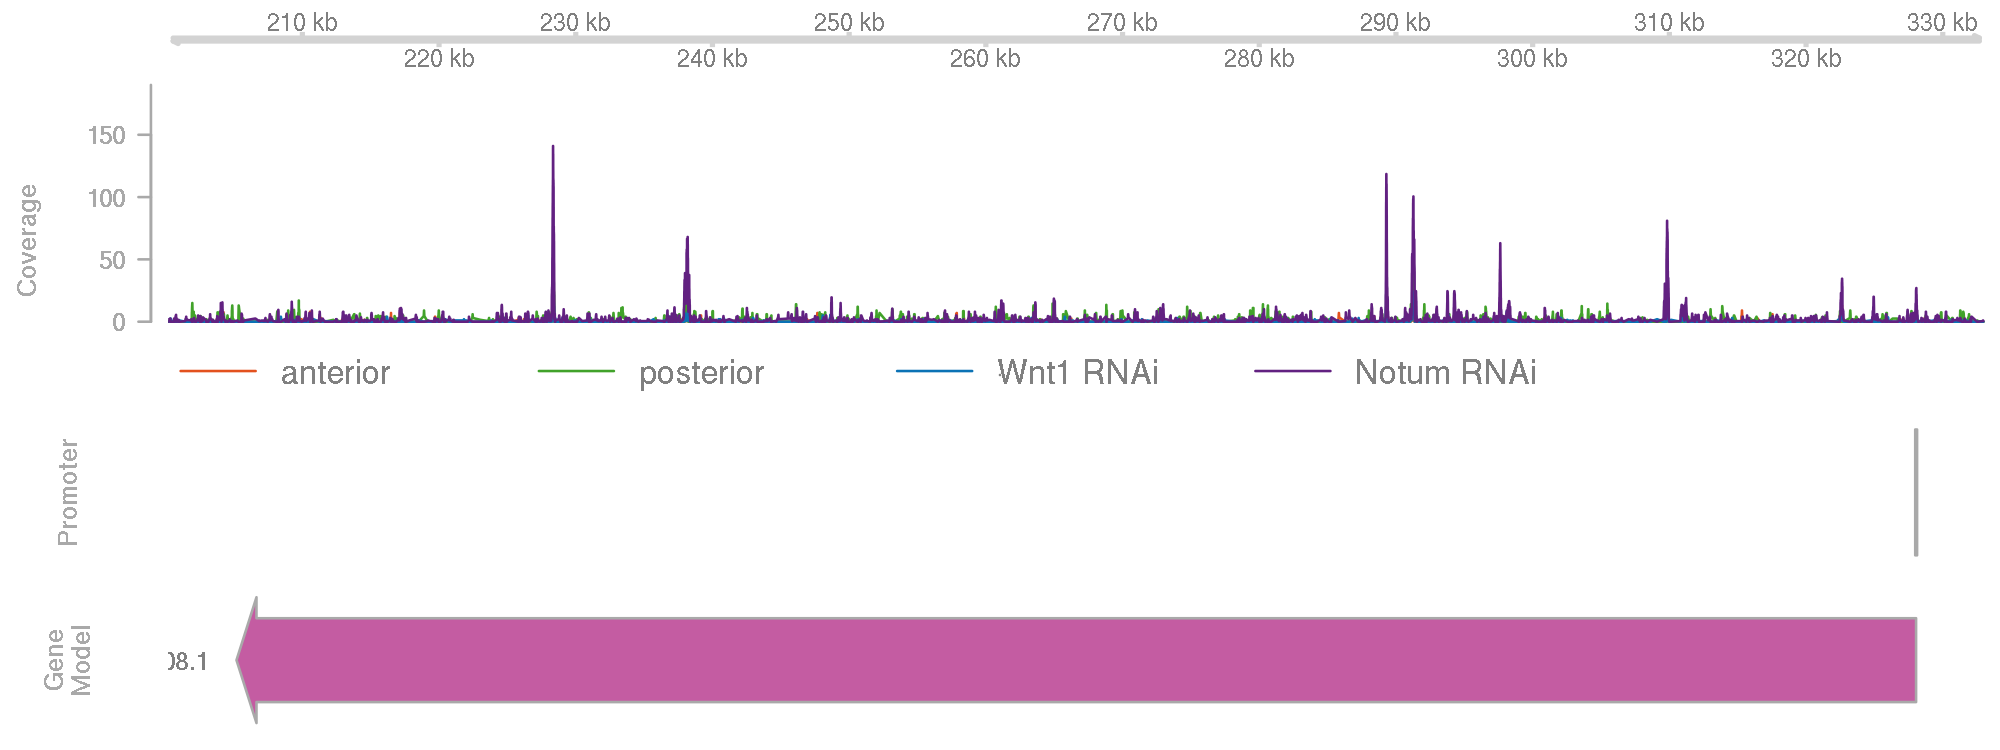 210 kb 230 kb 250 kb 270 kb 290 kb 310 kb 330 kb
220 kb 240 kb 260 kb 280 kb 300 kb 320 kb
Coverage
150
100
50
0
anterior posterior Wnt1 RNAi Notum RNAi
Promoter
Gene
Model
8.1